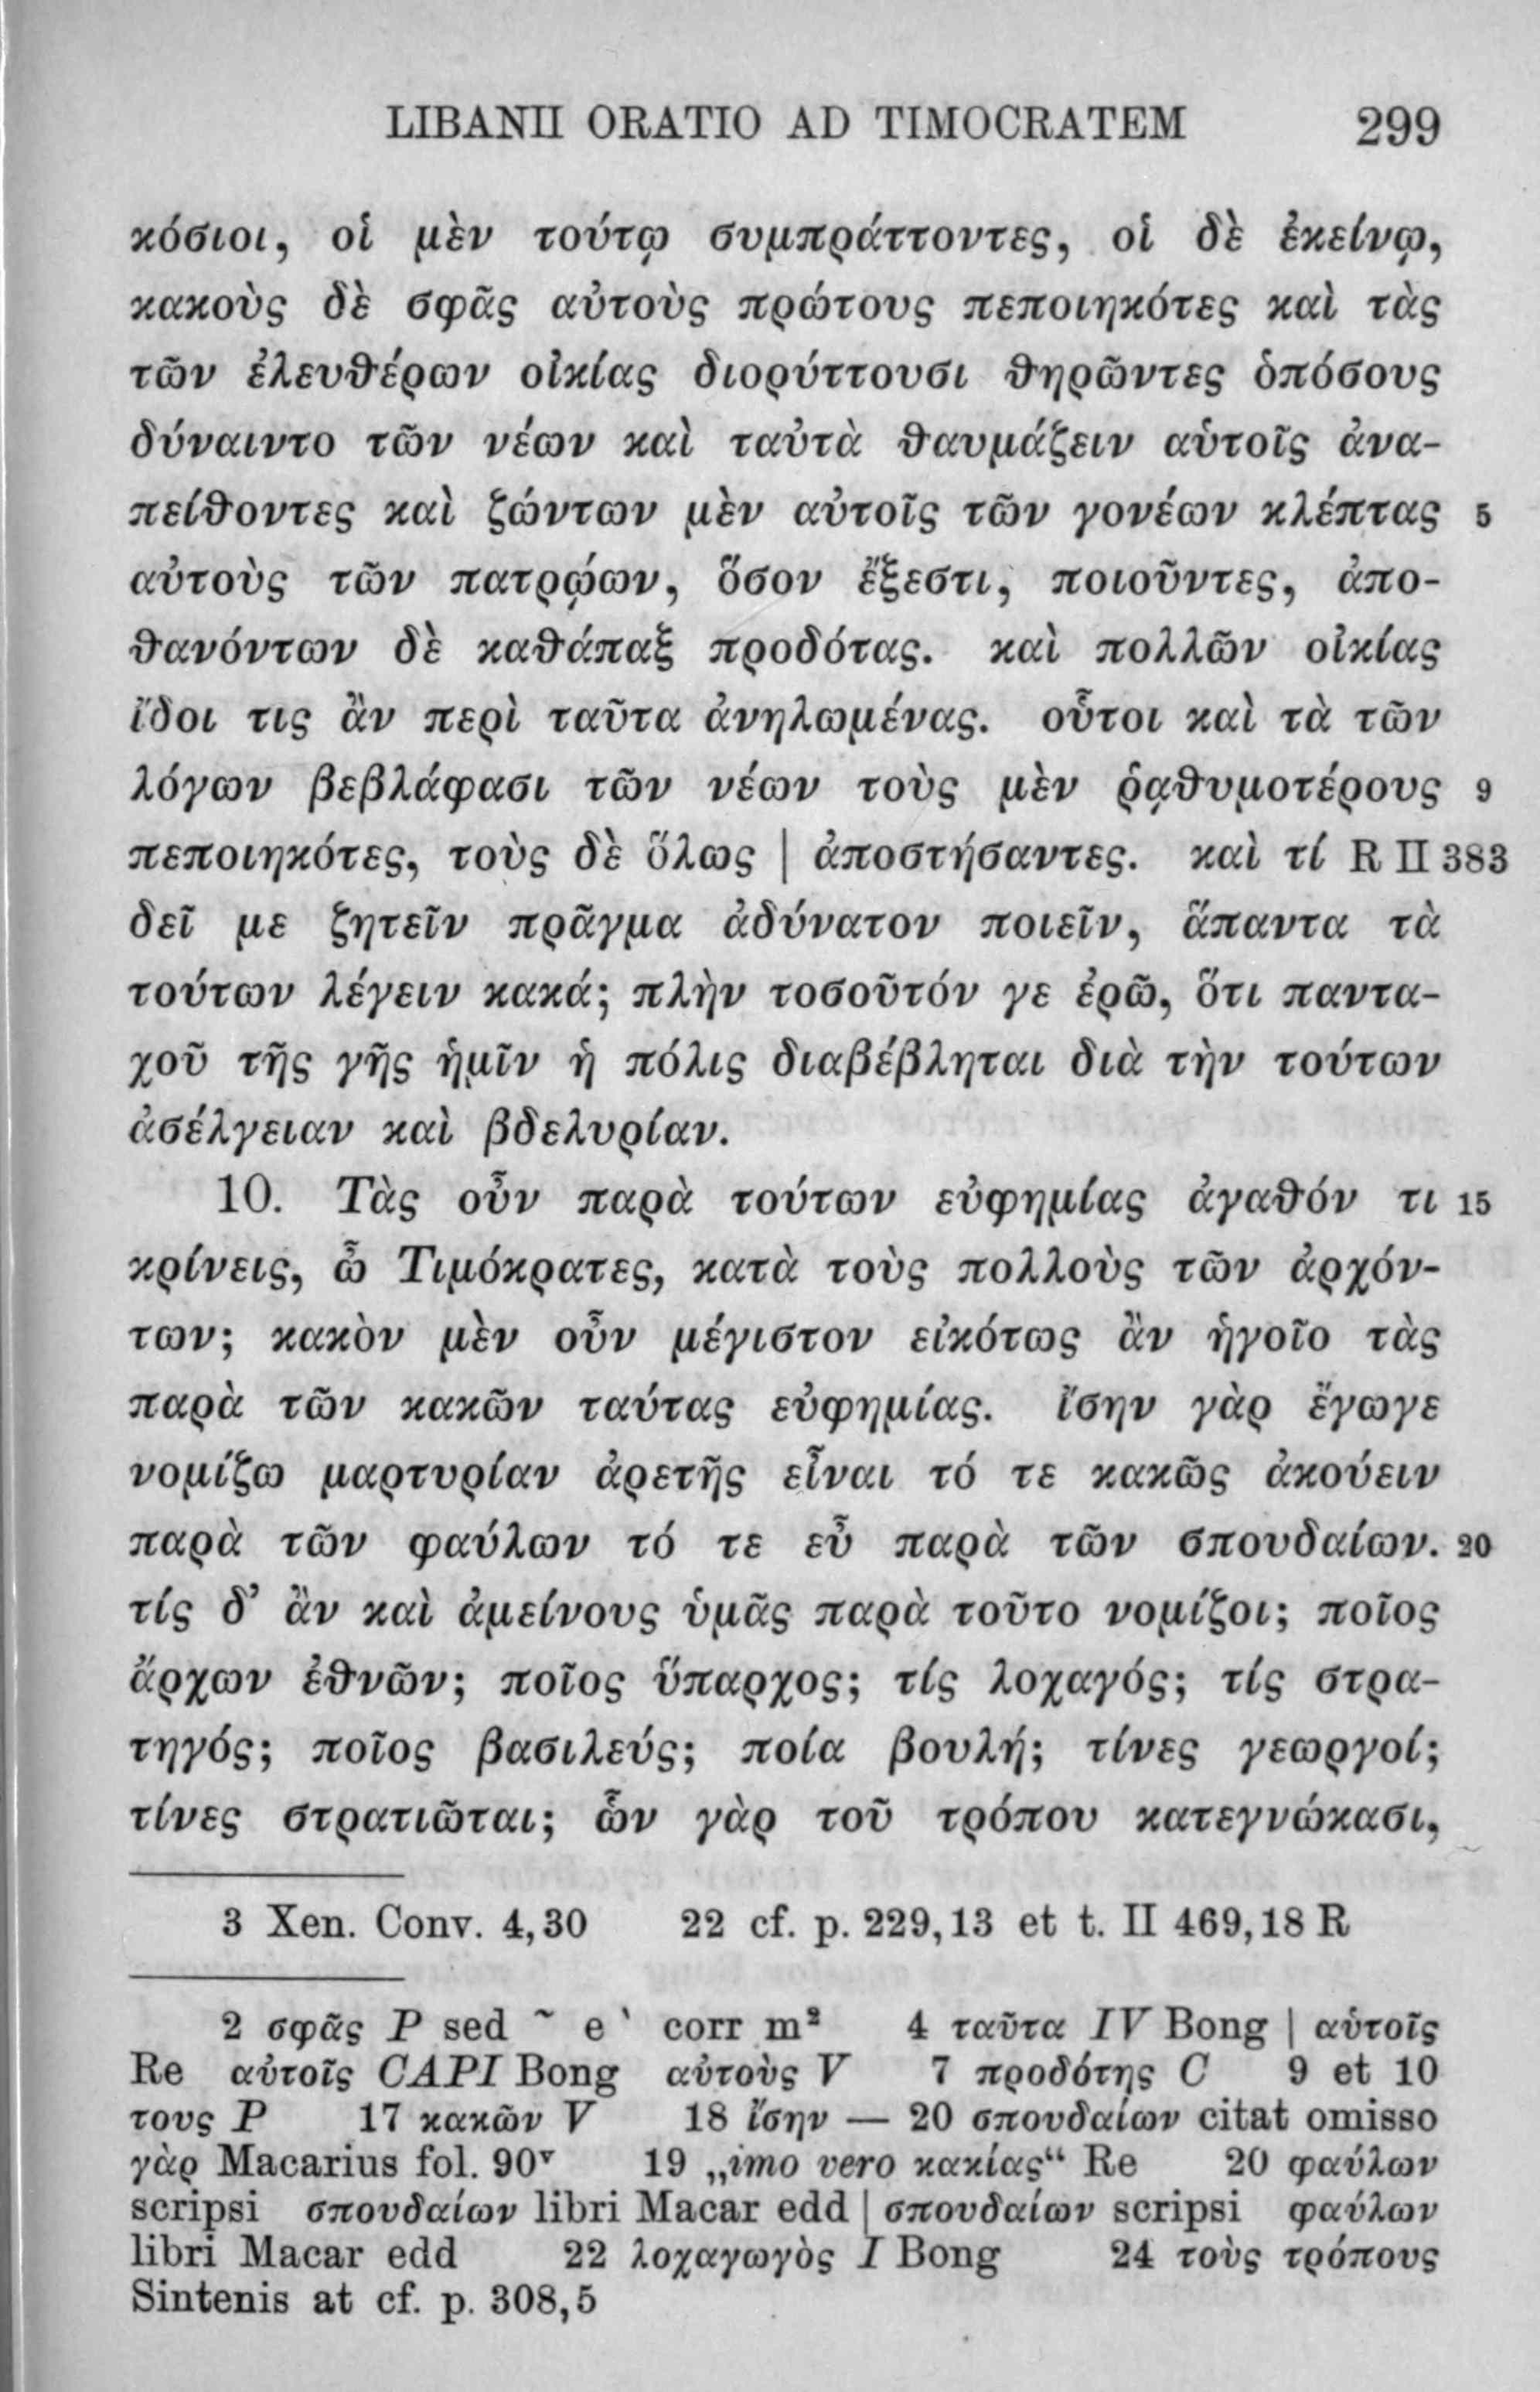 LIBANII ORATIO AD TIMOCRATEM 299
κόσιοι, οἱ μὲν τούτῳ συμπράττοντες, οἱ δὲ ἐκείνῳ,
κακοὺς δὲ σφᾶς αὐτοὺς πρώτους πεποιηκότες καὶ τὰς
τῶν ἐλευθέρων οἰκίας διορύττουσι θηρῶντες ὁπόσους
δύναιντο τῶν νέων καὶ ταὐτὰ θαυμάζειν αὑτοῖς ἀνα-
πείθοντες καὶ ζώντων μὲν αὐτοῖς τῶν γονέων κλέπτας 5
αὐτοὺς τῶν πατρῴων, ὅσον ἔξεστι, ποιοῦντες, ἀπο-
θανόντων δὲ καθάπαξ προδότας. καὶ πολλῶν οἰκίας
ἴδοι τις ἂν περὶ ταῦτα ἀνηλωμένας. οὗτοι καὶ τὰ τῶν
λόγων βεβλάφασι τῶν νέων τοὺς μὲν ῥᾳθυμοτέρους 9
πεποιηκότες, τοὺς δὲ ὅλως | ἀποστήσαντες. καὶ τί R II 383
δεῖ με ζητεῖν πρᾶγμα ἀδύνατον ποιεῖν, ἅπαντα τὰ
τούτων λέγειν κακά; πλὴν τοσοῦτόν γε ἐρῶ, ὅτι παντα-
χοῦ τῆς γῆς ἡμῖν ἡ πόλις διαβέβληται διὰ τὴν τούτων
ἀσέλγειαν καὶ βδελυρίαν.
10. Τὰς οὖν παρὰ τούτων εὐφημίας ἀγαθόν τι 15
κρίνεις, ὦ Τιμόκρατες, κατὰ τοὺς πολλοὺς τῶν ἀρχόν-
των; κακὸν μὲν οὖν μέγιστον εἰκότως ἂν ἡγοῖο τὰς
παρὰ τῶν κακῶν ταύτας εὐφημίας. ἴσην γὰρ ἔγωγε
νομίζω μαρτυρίαν ἀρετῆς εἶναι τό τε κακῶς ἀκούειν
παρὰ τῶν φαύλων τό τε εὖ παρὰ τῶν σπουδαίων. 20
τίς δ’ ἂν καὶ ἀμείνους ὑμᾶς παρὰ τοῦτο νομίζοι; ποῖος
ἄρχων ἐθνῶν; ποῖος ὕπαρχος; τίς λοχαγός; τίς στρα-
τηγός; ποῖος βασιλεύς; ποία βουλή; τίνες γεωργοί;
τίνες στρατιῶται; ὧν γὰρ τοῦ τρόπου κατεγνώκασι,
3 Xen. Conv. 4,30 22 cf. p. 229,13 et t. II 469,18 R
2 σφᾶς P sed ˜ e ` corr m² 4 ταῦτα IV Bong | αὑτοῖς
Re αὐτοῖς CAPI Bong αὐτοὺς V 7 προδότης C 9 et 10
τους P 17 κακῶν V 18 ἴσην — 20 σπουδαίων citat omisso
γὰρ Macarius fol. 90ᵛ 19 „imo vero κακίας“ Re 20 φαύλων
scripsi σπουδαίων libri Macar edd | σπουδαίων scripsi φαύλων
libri Macar edd 22 λοχαγωγὸς I Bong 24 τοὺς τρόπους
Sintenis at cf. p. 308,5